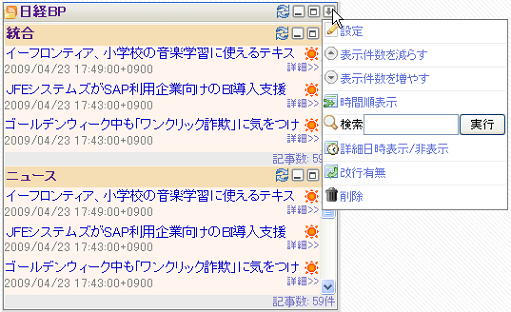 日経BP
統合
イーフロンティア、小学校の音楽学習に使えるテキス
2009/04/23 17:49:00+0900
詳細>>
JFEシステムズがSAP利用企業向けのBI導入支援
2009/04/23 17:43:00+0900
詳細>>
ゴールデンウィーク中も「ワンクリック詐欺」に気をつけ
2009/04/23 17:43:00+0900
詳細>>
記事数: 59
ニュース
イーフロンティア、小学校の音楽学習に使えるテキス
2009/04/23 17:49:00+0900
詳細>>
JFEシステムズがSAP利用企業向けのBI導入支援
2009/04/23 17:43:00+0900
詳細>>
ゴールデンウィーク中も「ワンクリック詐欺」に気をつけ
2009/04/23 17:43:00+0900
詳細>>
記事数: 59件
設定
表示件数を減らす
表示件数を増やす
時間順表示
検索 実行
詳細日時表示/非表示
改行有無
削除